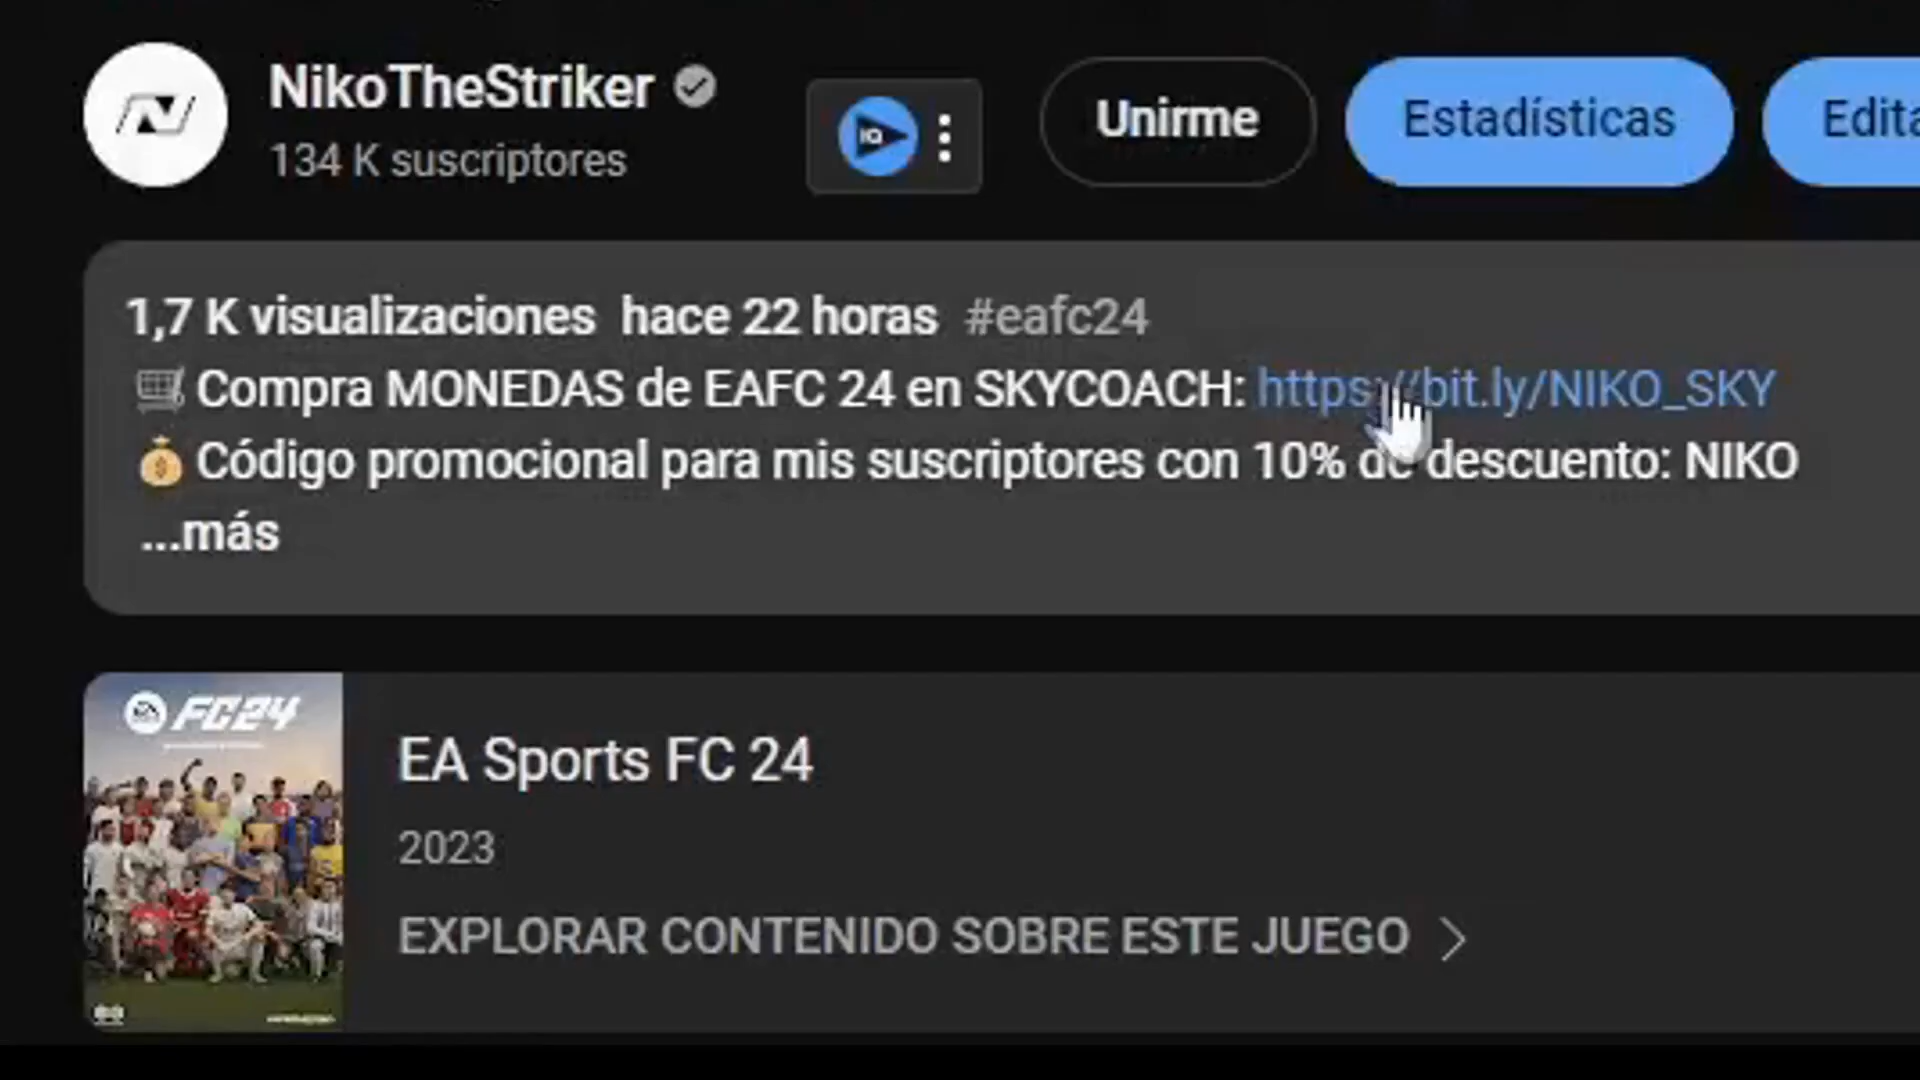 NikoTheStriker
134 K suscriptores
IQ
Unirme
Estadísticas
Edita
1,7 K visualizaciones hace 22 horas #eafc24
Compra MONEDAS de EAFC 24 en SKYCOACH: https://bit.ly/NIKO_SKY
Código promocional para mis suscriptores con 10% de descuento: NIKO
...más
FC24
EA Sports FC 24
2023
EXPLORAR CONTENIDO SOBRE ESTE JUEGO